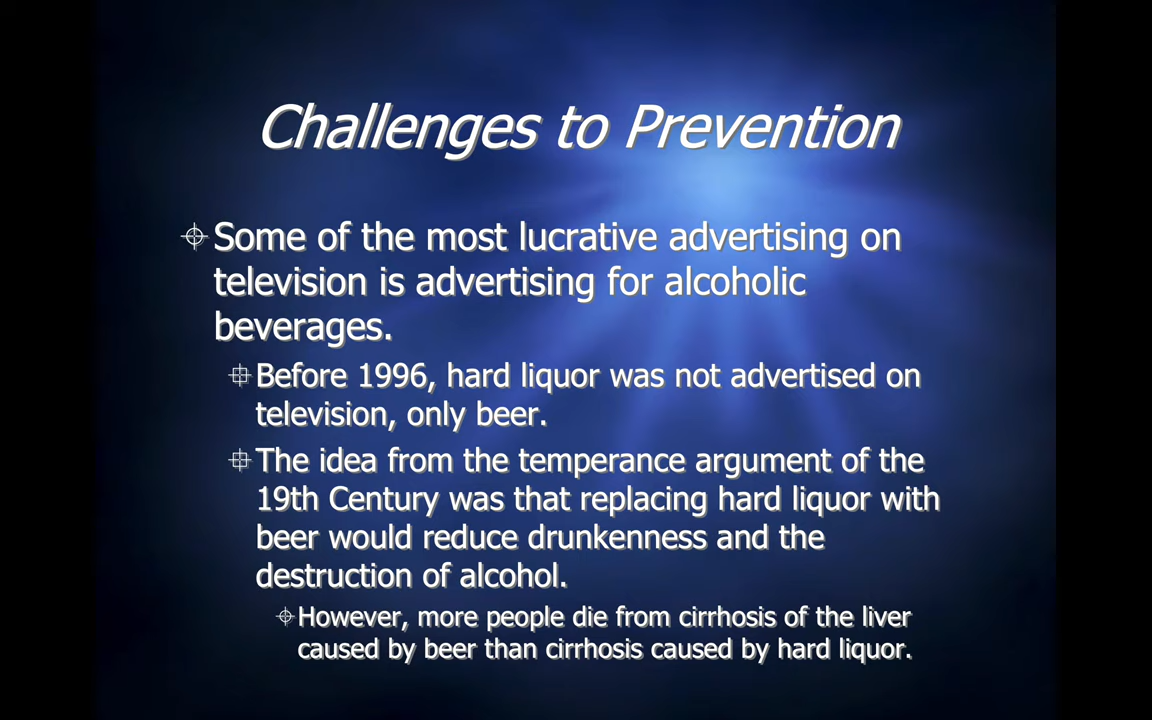 Challenges to Prevention
Some of the most lucrative advertising on
television is advertising for alcoholic
beverages.
Before 1996, hard liquor was not advertised on
television, only beer.
The idea from the temperance argument of the
19th Century was that replacing hard liquor with
beer would reduce drunkenness and the
destruction of alcohol.
However, more people die from cirrhosis of the liver
caused by beer than cirrhosis caused by hard liquor.